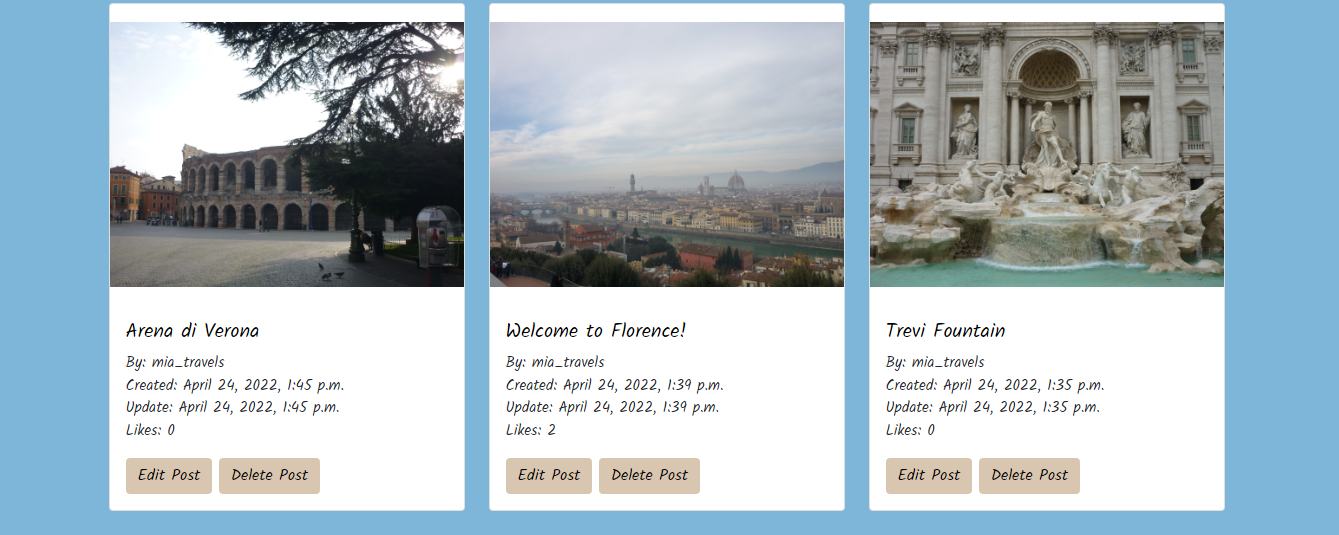 Arena di Verona
By: mia_travels
Created: April 24, 2022, 1:45 p.m.
Update: April 24, 2022, 1:45 p.m.
Likes: 0
Edit Post
Delete Post
Welcome to Florence!
By: mia_travels
Created: April 24, 2022, 1:39 p.m.
Update: April 24, 2022, 1:39 p.m.
Likes: 2
Edit Post
Delete Post
Trevi Fountain
By: mia_travels
Created: April 24, 2022, 1:35 p.m.
Update: April 24, 2022, 1:35 p.m.
Likes: 0
Edit Post
Delete Post